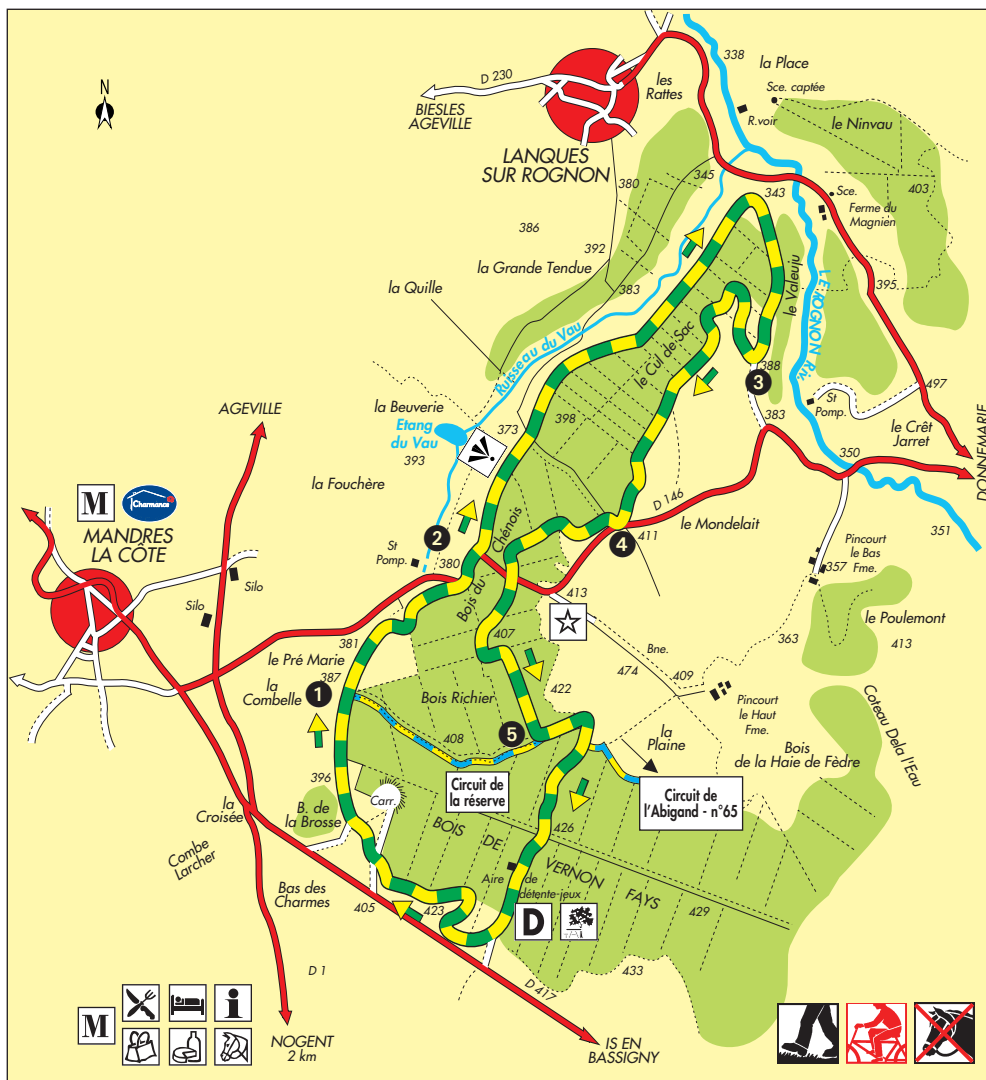 N
D 230
BIESLES
AGEVILLE
LANQUES
SUR ROGNON
les
Rattes
338
la Place
Sce. captée
R.voir
le Ninvau
403
345
380
343
Sce.
Ferme du
Magnien
386
392
la Grande Tendue
383
la Quille
le Valeuju
395
LE ROGNON Riv.
Ruisseau du Vau
le Cul de Sac
388
3
la Beuverie
Etang
du Vau
373
398
393
St
Pomp.
497
383
le Crêt
Jarret
DONNEMARIE
350
351
AGEVILLE
la Fouchère
M
Charmance
MANDRES
LA CÔTE
D 146
2
Chênois
411
4
le Mondelait
St
Pomp.
380
Bois du
Pincourt
le Bas
Fme.
357
Silo
Silo
413
le Poulemont
413
381
407
363
le Pré Marie
387
Bne.
474
409
la
Combelle
1
422
Bois Richier
Pincourt
le Haut
Fme.
Coteau Dela l'Eau
408
5
la
Plaine
Bois
de la Haie de Fèdre
396
Circuit de
la réserve
Circuit de
l'Abigand - n°65
Carr.
la
Croisée
B. de
la Brosse
BOIS DE VERNON FAYS
426
Combe
Larcher
Aire de
détente-jeux
Bas des
Charmes
405
423
D
429
433
D 1
D 417
M
NOGENT
2 km
IS EN
BASSIGNY